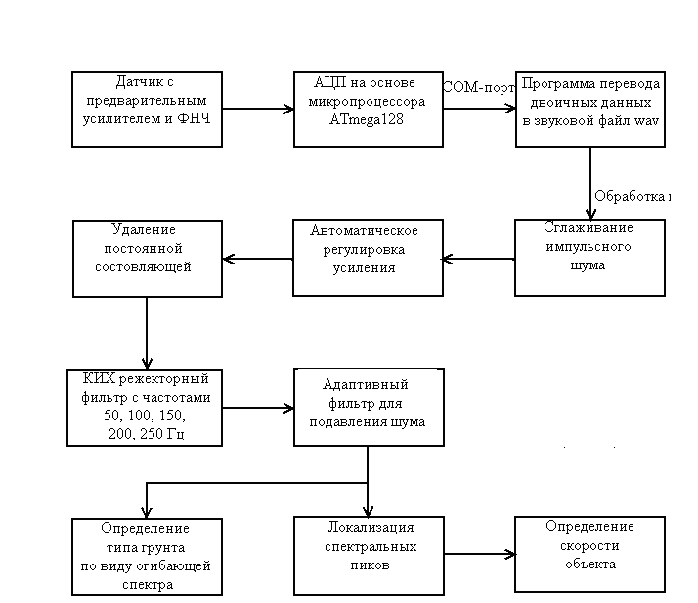 Датчик с
предварительным
усилителем и ФНЧ
АЦП на основе
микропроцессора
ATmega128
COM-порт
Программа перевода
двоичных данных
в звуковой файл wav
Обработка
Сглаживание
импульсного
шума
Автоматическое
регулировка
усиления
Удаление
постоянной
состовляющей
КИХ режекторный
фильтр с частотами
50, 100, 150,
200, 250 Гц
Адаптивный
фильтр для
подавления шума
Определение
типа грунта
по виду огибающей
спектра
Локализация
спектральных
пиков
Определение
скорости
объекта